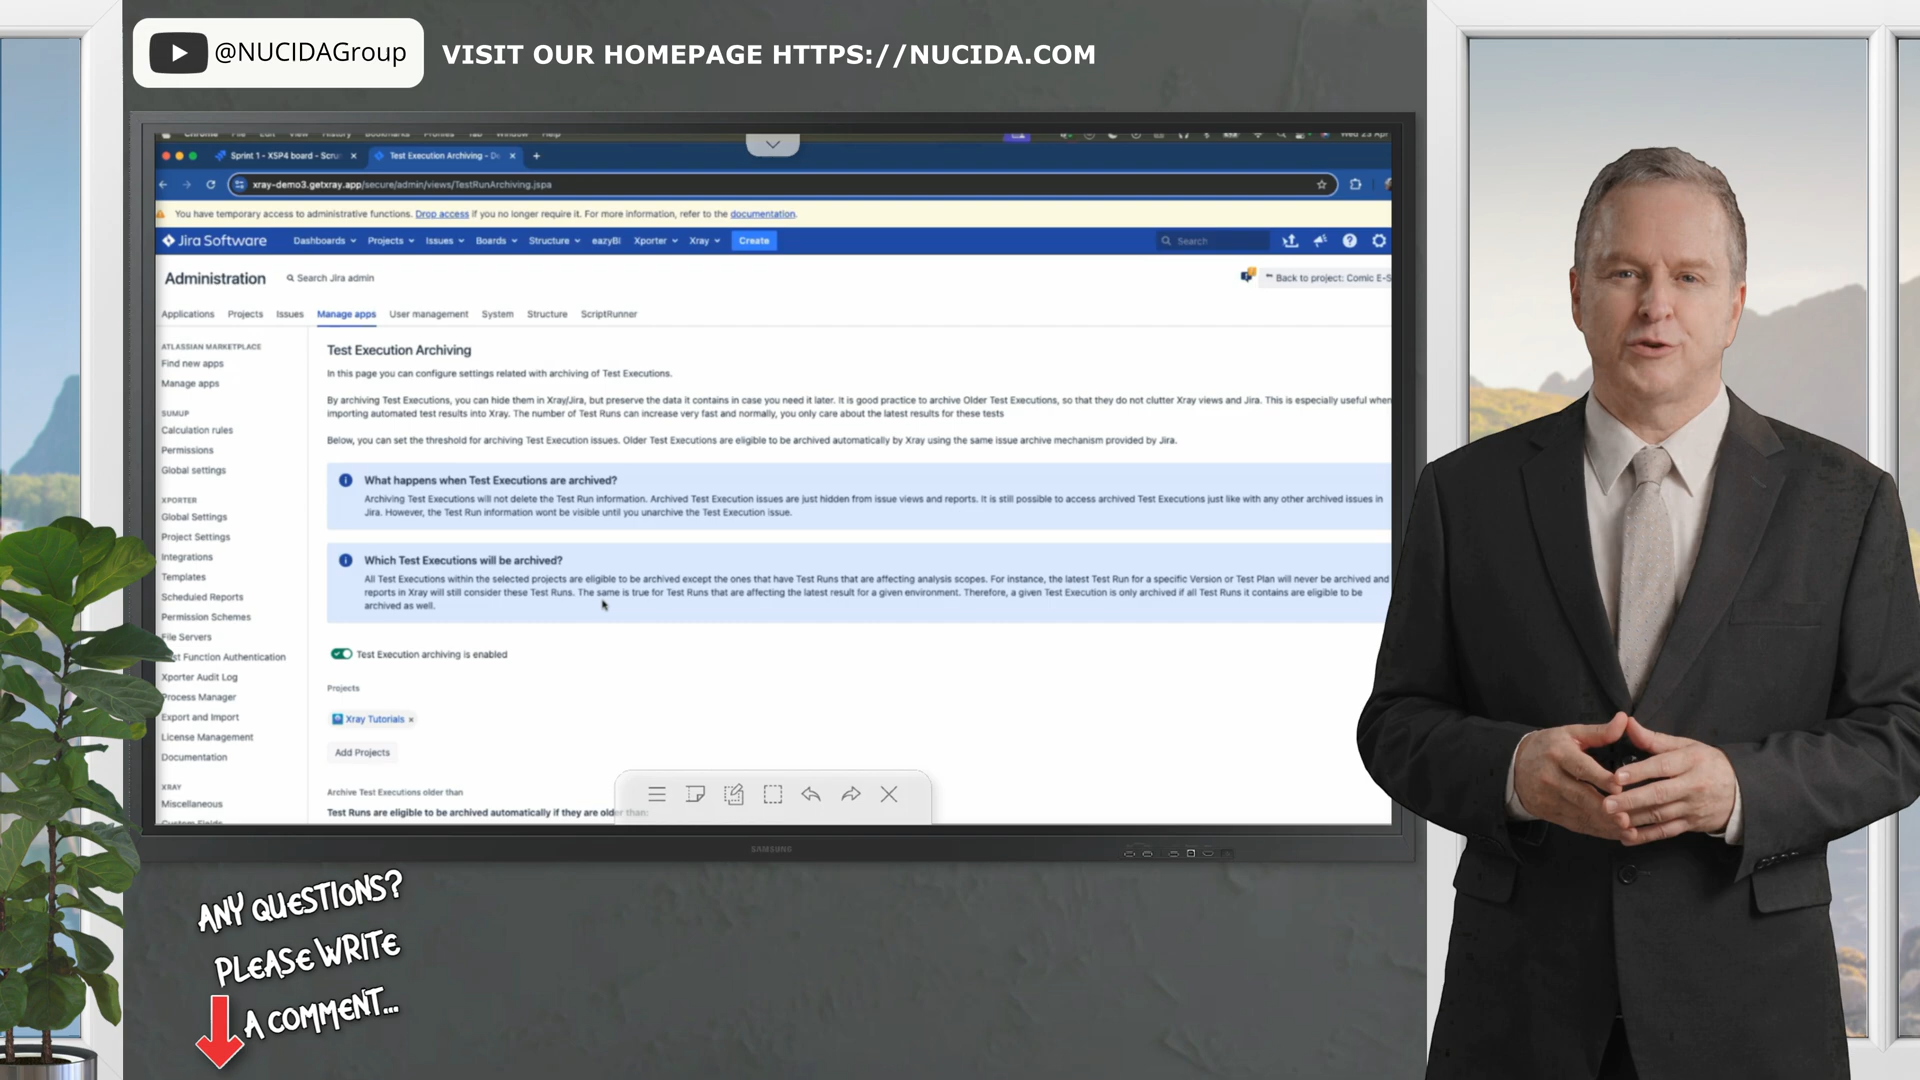 @NUCIDAGroup
VISIT OUR HOMEPAGE HTTPS://NUCIDA.COM
Chrome File Edit View History Bookmarks Profiles Tab Window Help
Wed 23 Apr
Sprint 1 - XSP4 board - Scru
Test Execution Archiving - De
xray-demo3.getxray.app/secure/admin/views/TestRunArchiving.jspa
You have temporary access to administrative functions. Drop access if you no longer require it. For more information, refer to the documentation.
Jira Software Dashboards Projects Issues Boards Structure eazyBI Xporter Xray Create Search
Administration Search Jira admin
Back to project: Comic E-S
Applications Projects Issues Manage apps User management System Structure ScriptRunner
ATLASSIAN MARKETPLACE
Find new apps
Manage apps
SUMUP
Calculation rules
Permissions
Global settings
XPORTER
Global Settings
Project Settings
Integrations
Templates
Scheduled Reports
Permission Schemes
File Servers
st Function Authentication
Xporter Audit Log
Process Manager
Export and Import
License Management
Documentation
XRAY
Miscellaneous
Custom Fields
Test Execution Archiving
In this page you can configure settings related with archiving of Test Executions.
By archiving Test Executions, you can hide them in Xray/Jira, but preserve the data it contains in case you need it later. It is good practice to archive Older Test Executions, so that they do not clutter Xray views and Jira. This is especially useful when
importing automated test results into Xray. The number of Test Runs can increase very fast and normally, you only care about the latest results for these tests
Below, you can set the threshold for archiving Test Execution issues. Older Test Executions are eligible to be archived automatically by Xray using the same issue archive mechanism provided by Jira.
What happens when Test Executions are archived?
Archiving Test Executions will not delete the Test Run information. Archived Test Execution issues are just hidden from issue views and reports. It is still possible to access archived Test Executions just like with any other archived issues in
Jira. However, the Test Run information wont be visible until you unarchive the Test Execution issue.
Which Test Executions will be archived?
All Test Executions within the selected projects are eligible to be archived except the ones that have Test Runs that are affecting analysis scopes. For instance, the latest Test Run for a specific Version or Test Plan will never be archived and
reports in Xray will still consider these Test Runs. The same is true for Test Runs that are affecting the latest result for a given environment. Therefore, a given Test Execution is only archived if all Test Runs it contains are eligible to be
archived as well.
Test Execution archiving is enabled
Projects
Xray Tutorials
Add Projects
Archive Test Executions older than
Test Runs are eligible to be archived automatically if they are older than:
SAMSUNG
ANY QUESTIONS?
PLEASE WRITE
A COMMENT...